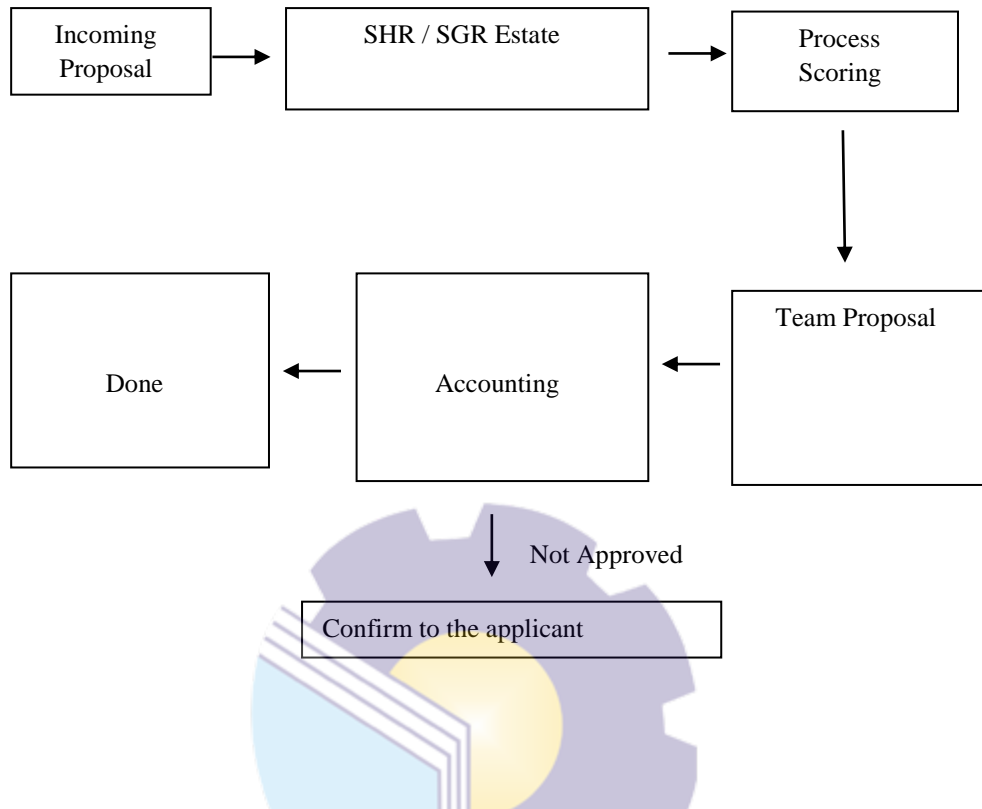 Incoming
Proposal
SHR / SGR Estate
Process
Scoring
Team Proposal
Accounting
Done
Not Approved
Confirm to the applicant